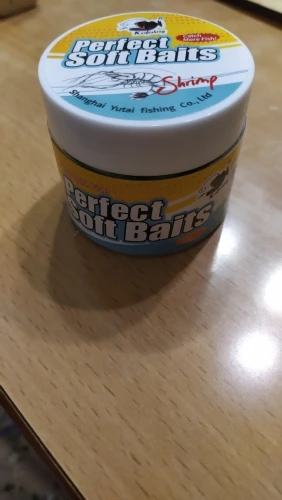 Perfect
Soft Baits
Catch
More Fish!
Shrimp
Shanghai Yutai fishing Co.,Ltd
Perfect
Soft Baits